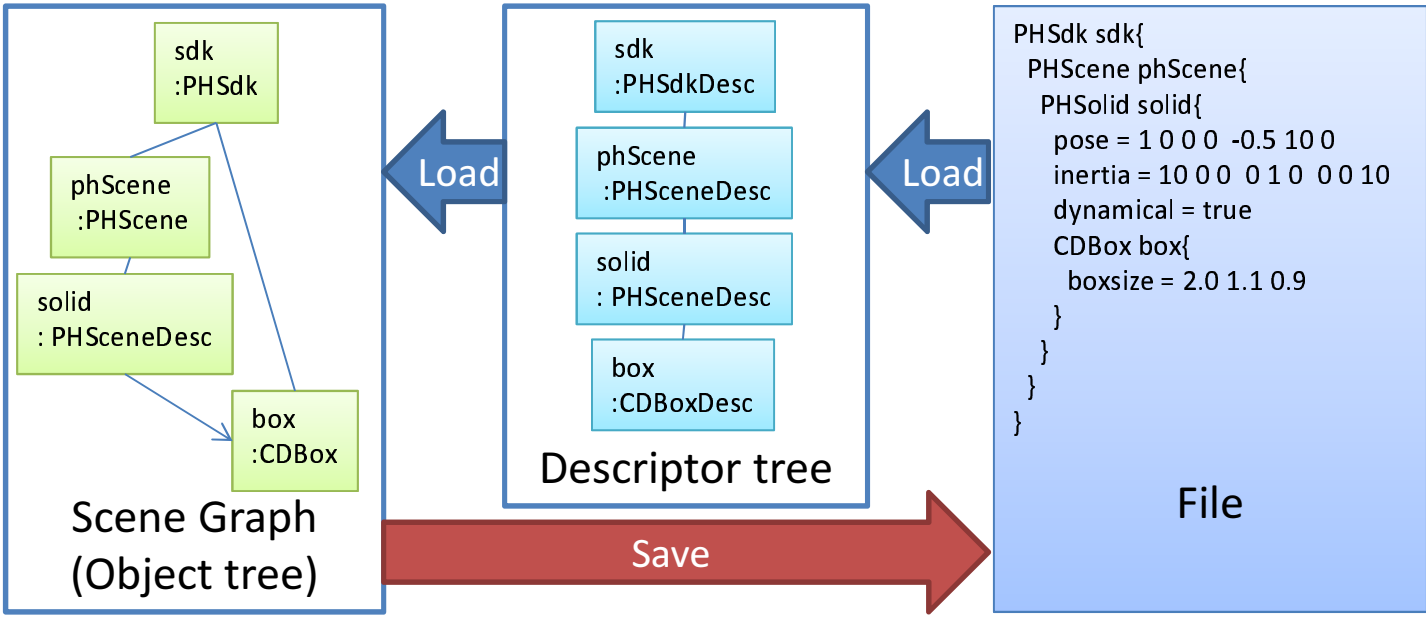 sdk
:PHSdk
phScene
:PHScene
solid
: PHSceneDesc
box
:CDBox
Scene Graph
(Object tree)
Load
sdk
:PHSdkDesc
phScene
:PHSceneDesc
solid
: PHSceneDesc
box
:CDBoxDesc
Descriptor tree
Load
Save
PHSdk sdk{
PHScene phScene{
PHSolid solid{
pose = 1 0 0 0  -0.5 10 0
inertia = 10 0 0  0 1 0  0 0 10
dynamical = true
CDBox box{
boxsize = 2.0 1.1 0.9
}
}
}
}
File